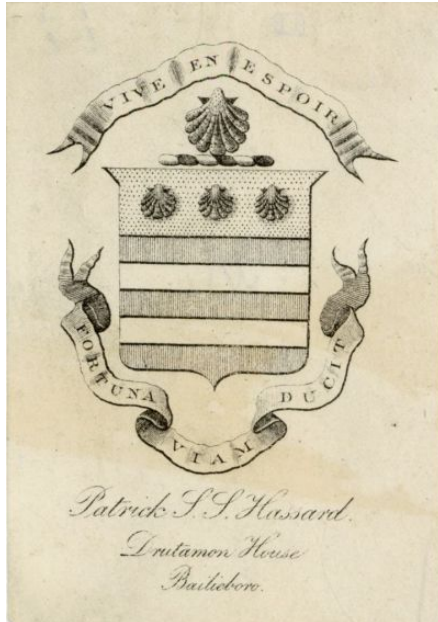 VIVE EN ESPOIR
FORTUNA VIAM DUCIT
Patrick S. S. Hassard.
Drutamon House
Bailieboro.